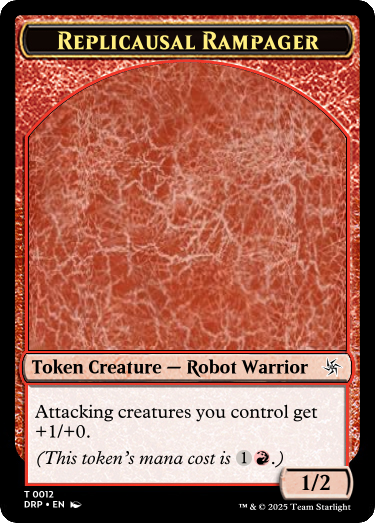 Replicausal Rampager
Token Creature — Robot Warrior
Attacking creatures you control get
+1/+0.
(This token's mana cost is 1 .)
1/2
T 0012
DRP • EN
™ & © 2025 Team Starlight